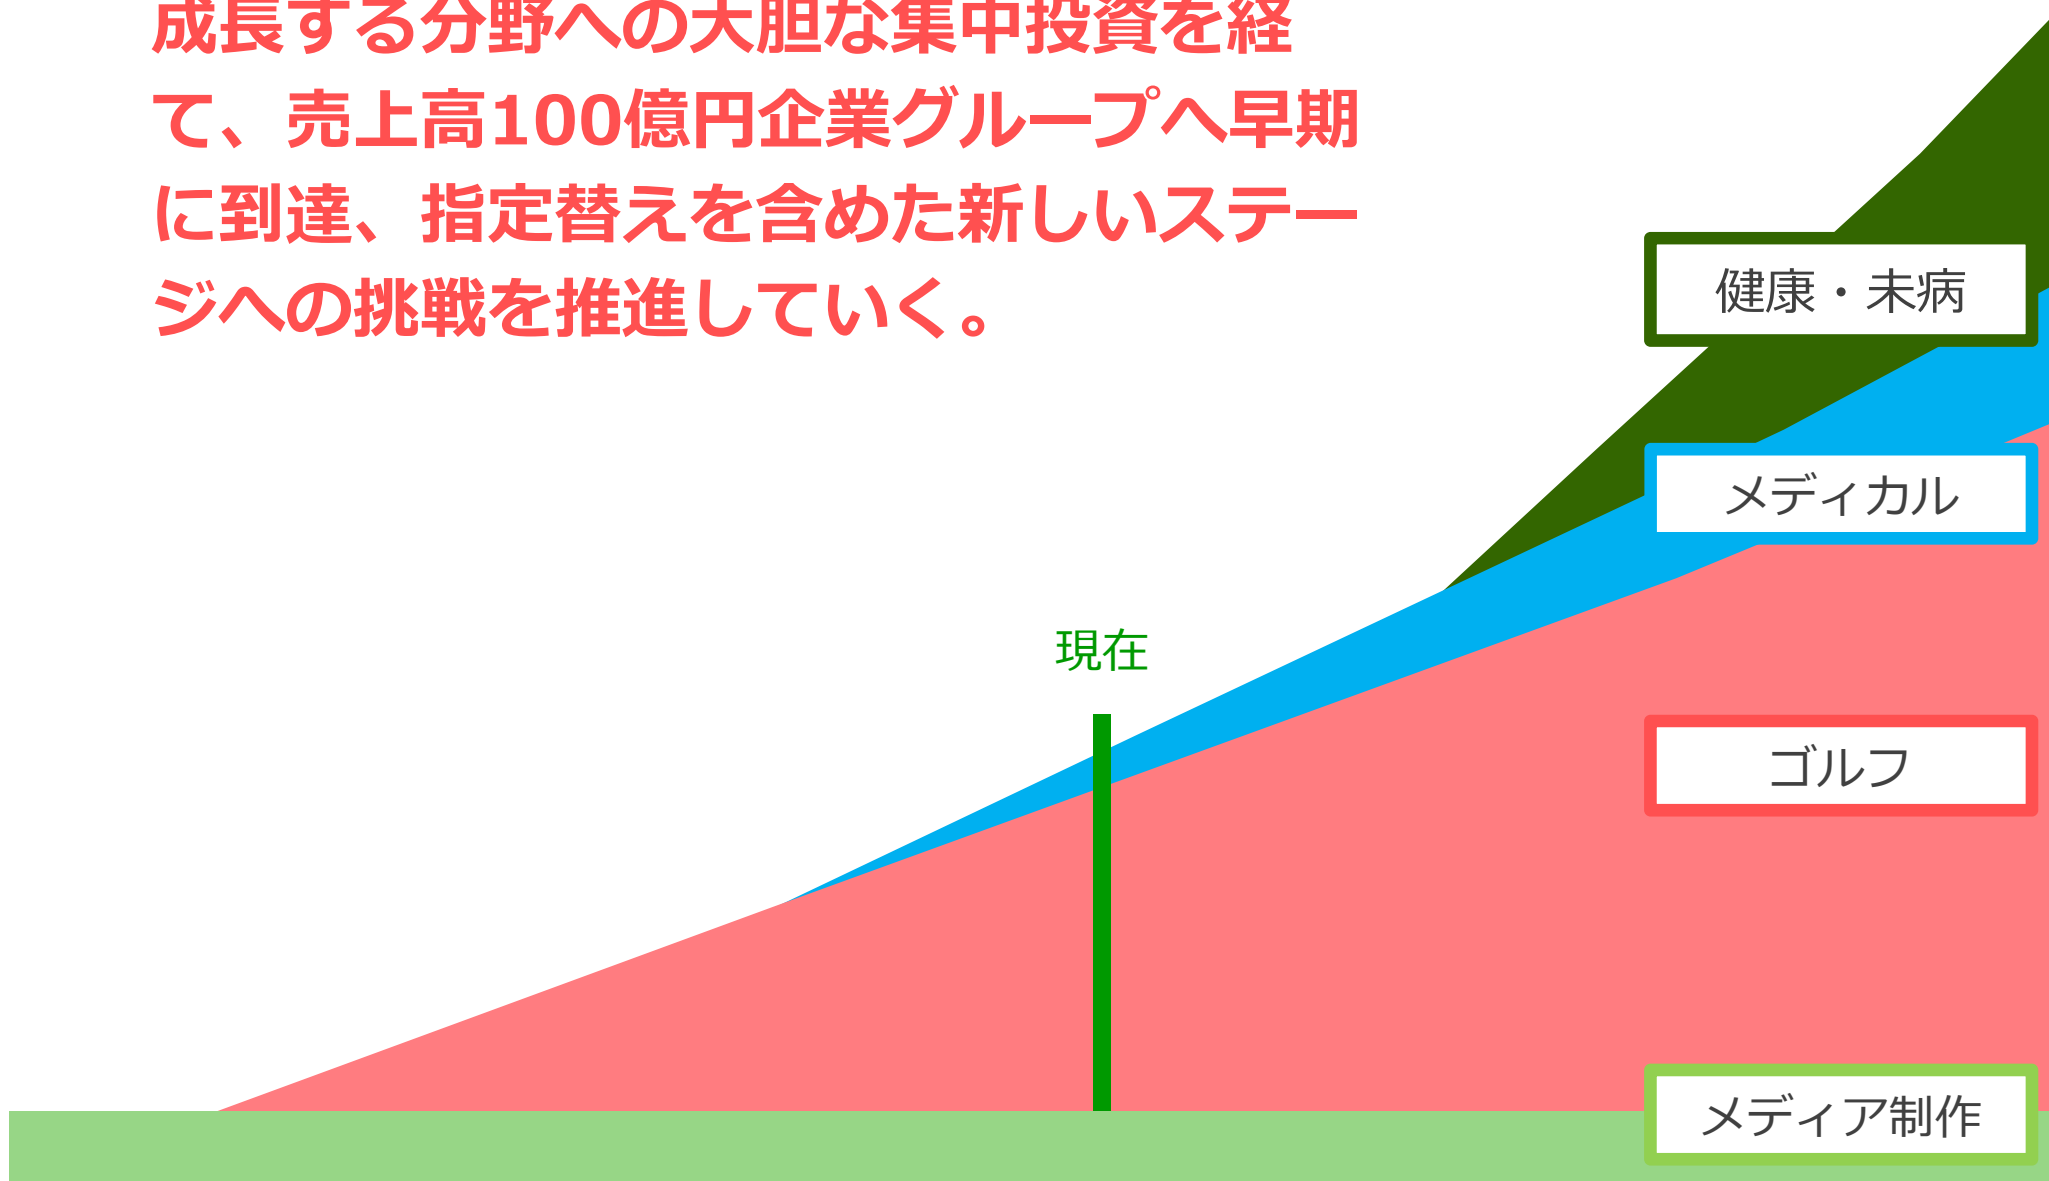 成長する分野への大胆な集中投資を経
て、売上高100億円企業グループへ早期
に到達、指定替えを含めた新しいステー
ジへの挑戦を推進していく。
健康・未病
メディカル
現在
ゴルフ
メディア制作